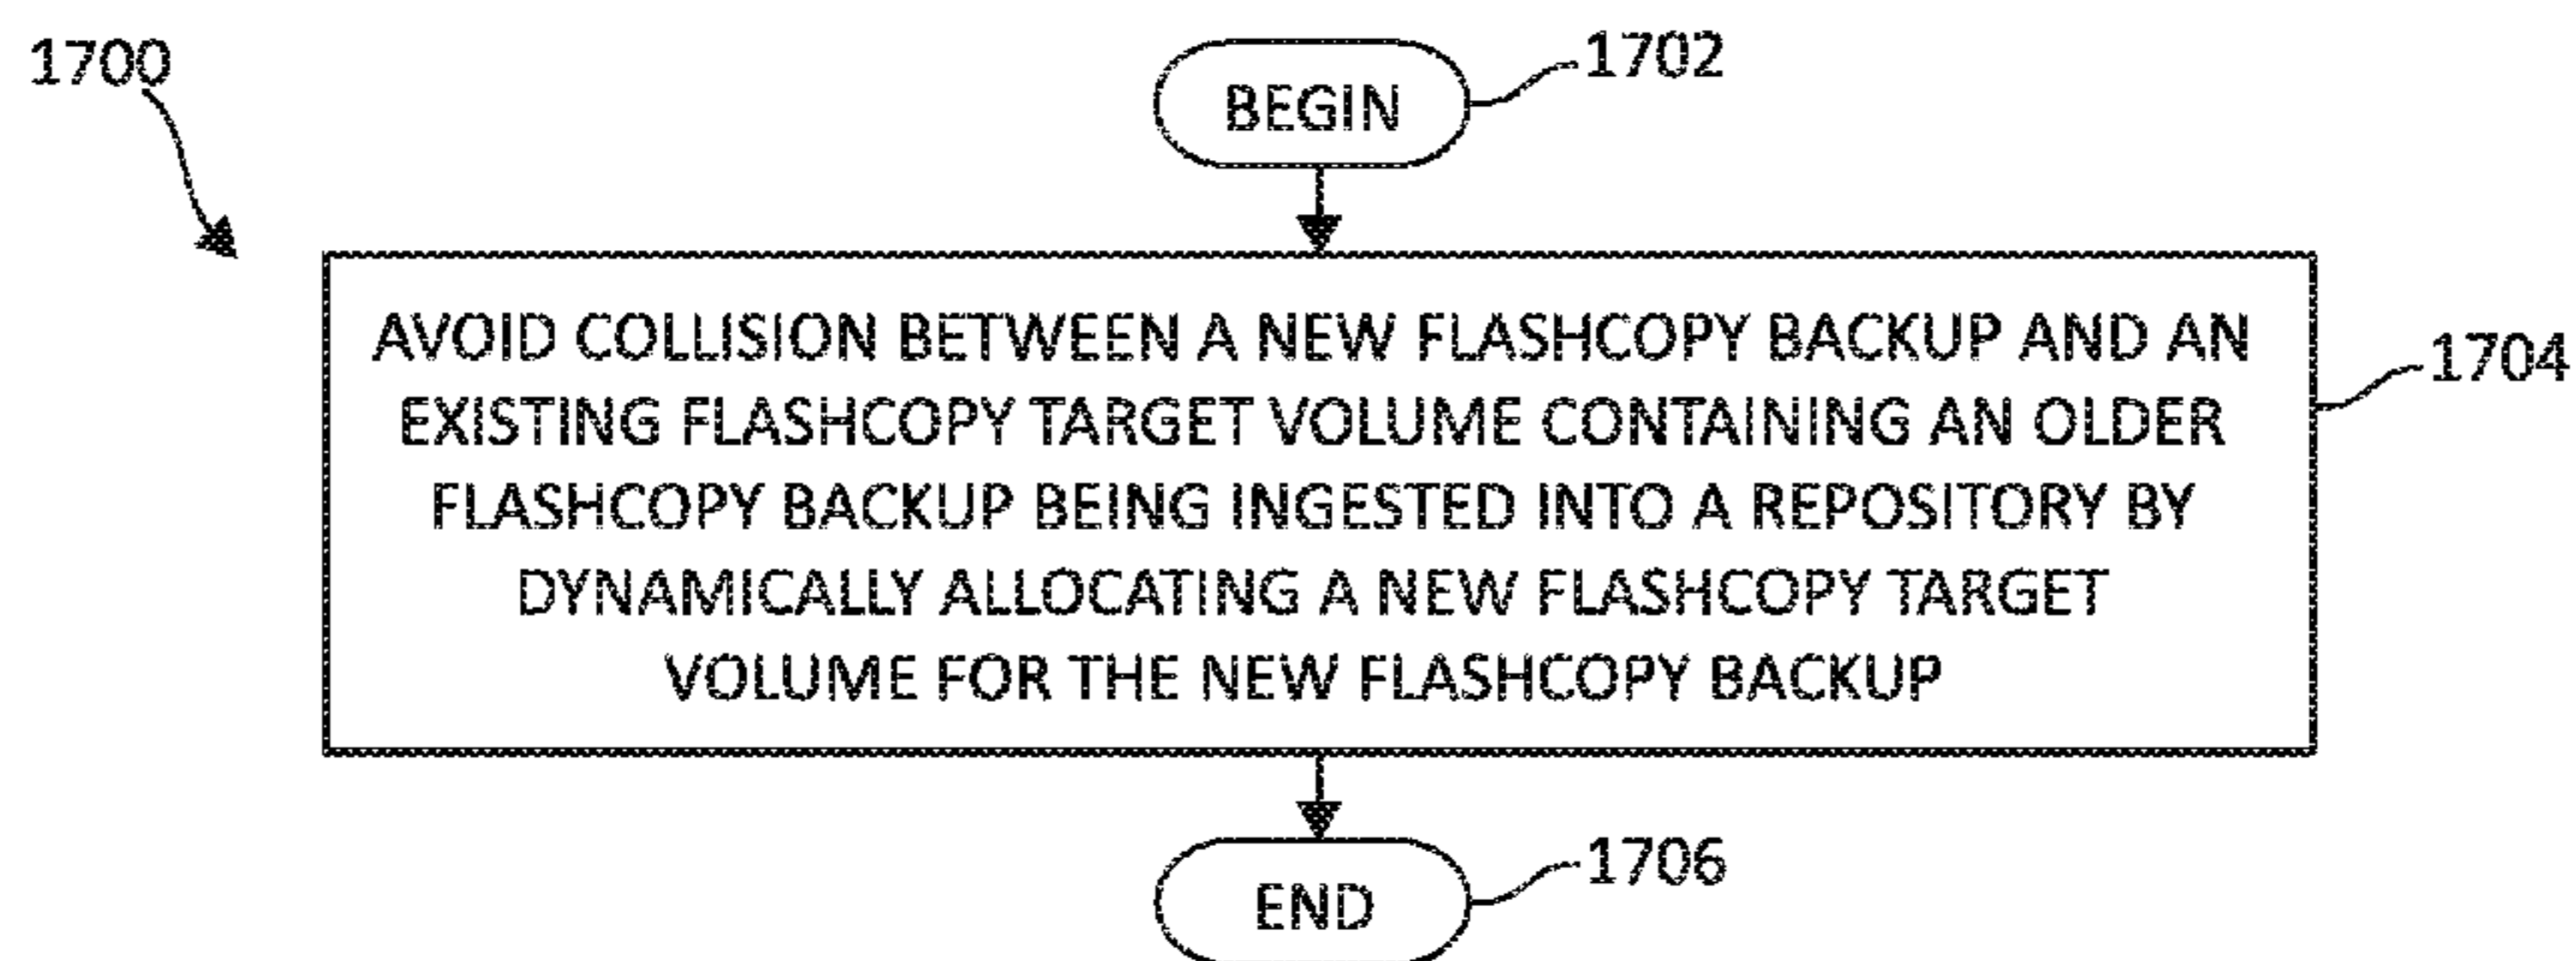 1700
BEGIN
1702
AVOID COLLISION BETWEEN A NEW FLASHCOPY BACKUP AND AN
EXISTING FLASHCOPY TARGET VOLUME CONTAINING AN OLDER
FLASHCOPY BACKUP BEING INGESTED INTO A REPOSITORY BY
DYNAMICALLY ALLOCATING A NEW FLASHCOPY TARGET
VOLUME FOR THE NEW FLASHCOPY BACKUP
1704
END
1706